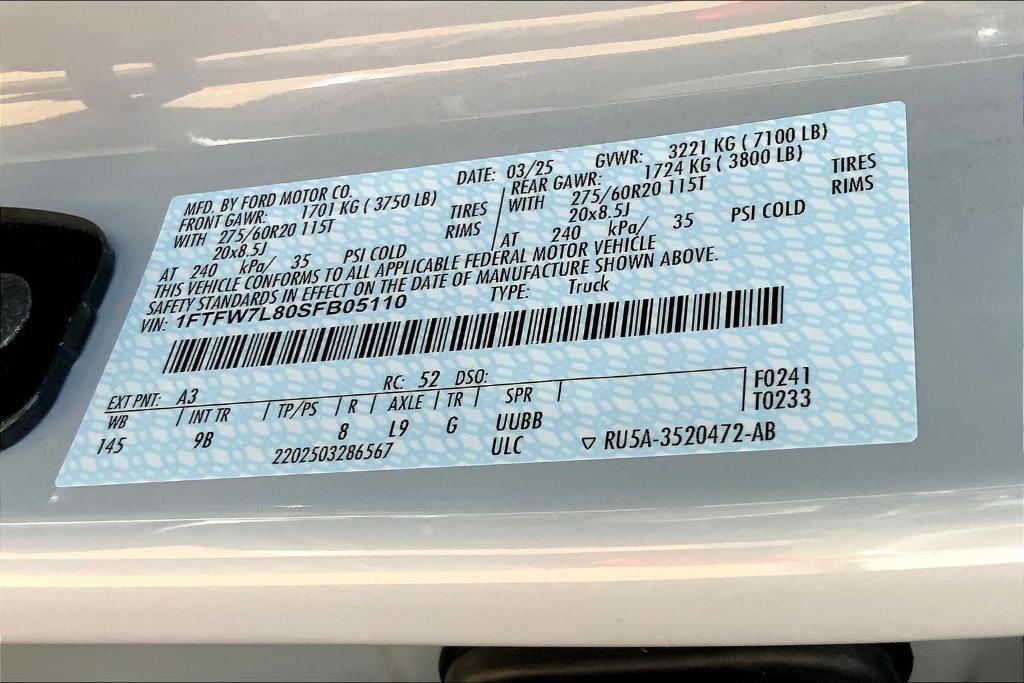 MFD. BY FORD MOTOR CO. DATE: 03/25 GVWR: 3221 KG ( 7100 LB)
FRONT GAWR: 1701 KG ( 3750 LB) REAR GAWR: 1724 KG ( 3800 LB)
WITH 275/60R20 115T TIRES WITH 275/60R20 115T TIRES
20x8.5J RIMS 20x8.5J RIMS
AT 240 kPa/ 35 PSI COLD AT 240 kPa/ 35 PSI COLD
THIS VEHICLE CONFORMS TO ALL APPLICABLE FEDERAL MOTOR VEHICLE
SAFETY STANDARDS IN EFFECT ON THE DATE OF MANUFACTURE SHOWN ABOVE.
VIN: 1FTFW7L80SFB05110 TYPE: Truck
EXT PNT: A3 RC: 52 DSO:
WB INT TR TP/PS R AXLE TR SPR F0241
145 9B 8 L9 G UUBB T0233
2202503286567 ULC ▽ RU5A-3520472-AB